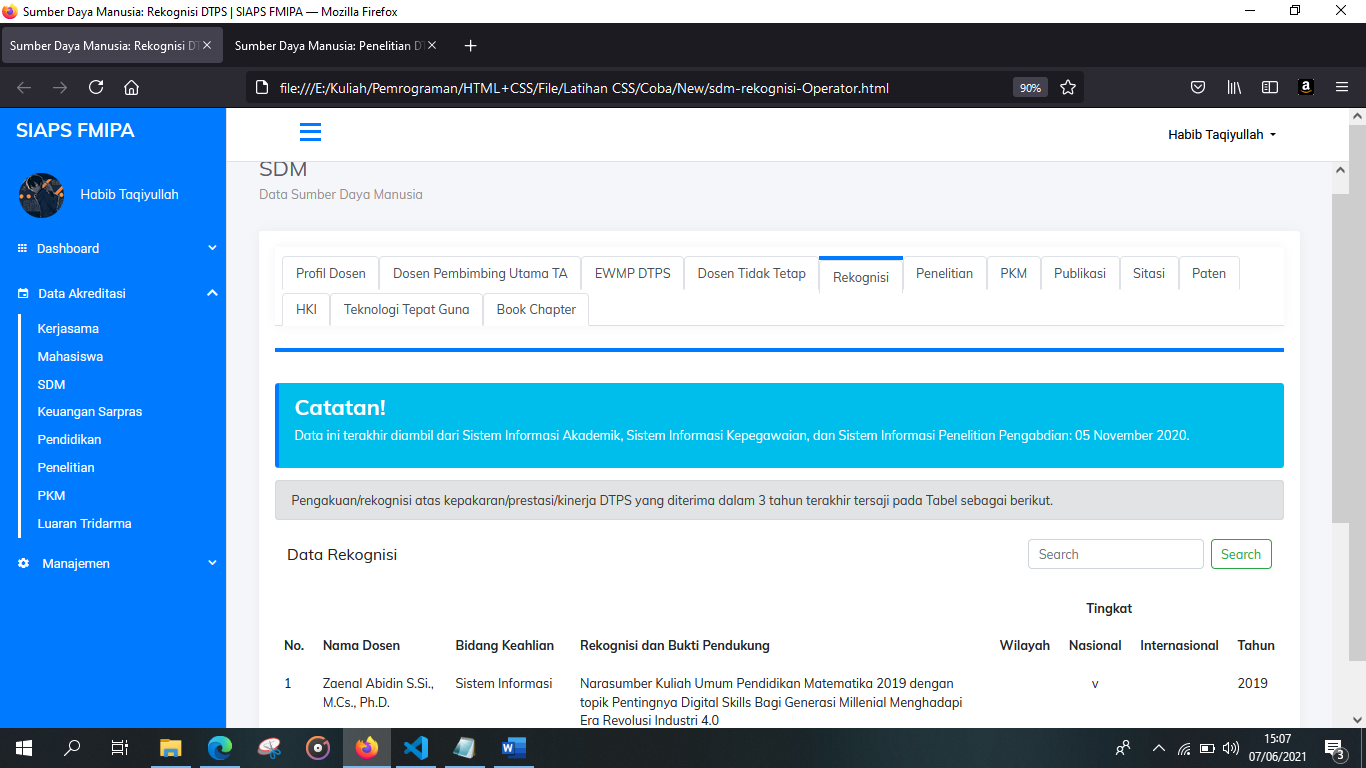 Sumber Daya Manusia: Rekognisi DTPS | SIAPS FMIPA — Mozilla Firefox
Sumber Daya Manusia: Rekognisi DT
Sumber Daya Manusia: Penelitian DT
file:///E:/Kuliah/Pemrograman/HTML+CSS/File/Latihan CSS/Coba/New/sdm-rekognisi-Operator.html
90%
SIAPS FMIPA
Habib Taqiyullah
SDM
Data Sumber Daya Manusia
Habib Taqiyullah
Dashboard
Data Akreditasi
Kerjasama
Mahasiswa
SDM
Keuangan Sarpras
Pendidikan
Penelitian
PKM
Luaran Tridarma
Manajemen
Profil Dosen
Dosen Pembimbing Utama TA
EWMP DTPS
Dosen Tidak Tetap
Rekognisi
Penelitian
PKM
Publikasi
Sitasi
Paten
HKI
Teknologi Tepat Guna
Book Chapter
Catatan!
Data ini terakhir diambil dari Sistem Informasi Akademik, Sistem Informasi Kepegawaian, dan Sistem Informasi Penelitian Pengabdian: 05 November 2020.
Pengakuan/rekognisi atas kepakaran/prestasi/kinerja DTPS yang diterima dalam 3 tahun terakhir tersaji pada Tabel sebagai berikut.
Data Rekognisi
Search
Search
Tingkat
No. Nama Dosen Bidang Keahlian Rekognisi dan Bukti Pendukung Wilayah Nasional Internasional Tahun
1 Zaenal Abidin S.Si., Sistem Informasi Narasumber Kuliah Umum Pendidikan Matematika 2019 dengan v 2019
M.Cs., Ph.D. topik Pentingnya Digital Skills Bagi Generasi Millenial Menghadapi
Era Revolusi Industri 4.0
15:07
07/06/2021
3